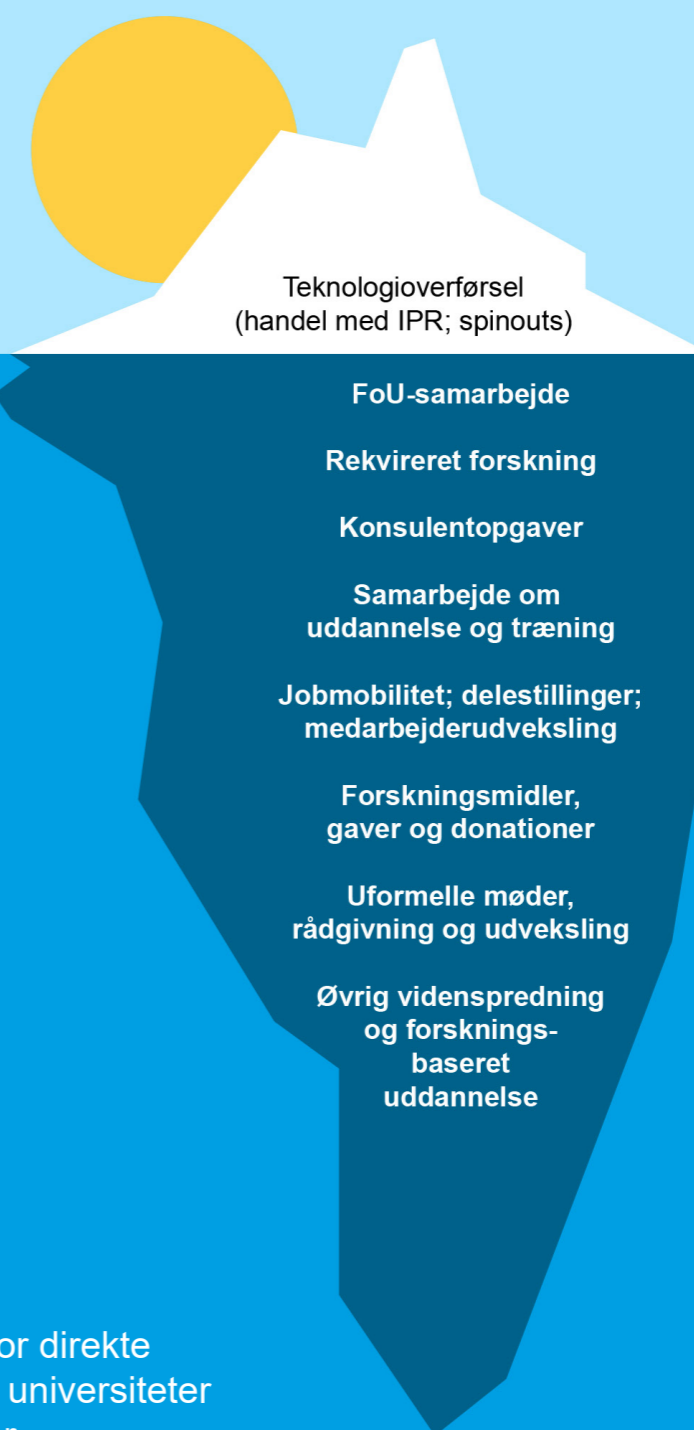 Teknologioverførsel
(handel med IPR; spinouts)
FoU-samarbejde
Rekvireret forskning
Konsulentopgaver
Samarbejde om
uddannelse og træning
Jobmobilitet; delestillinger;
medarbejderudveksling
Forskningsmidler,
gaver og donationer
Uformelle møder,
rådgivning og udveksling
Øvrig videnspredning
og forsknings-
baseret
uddannelse
direkte
universiteter